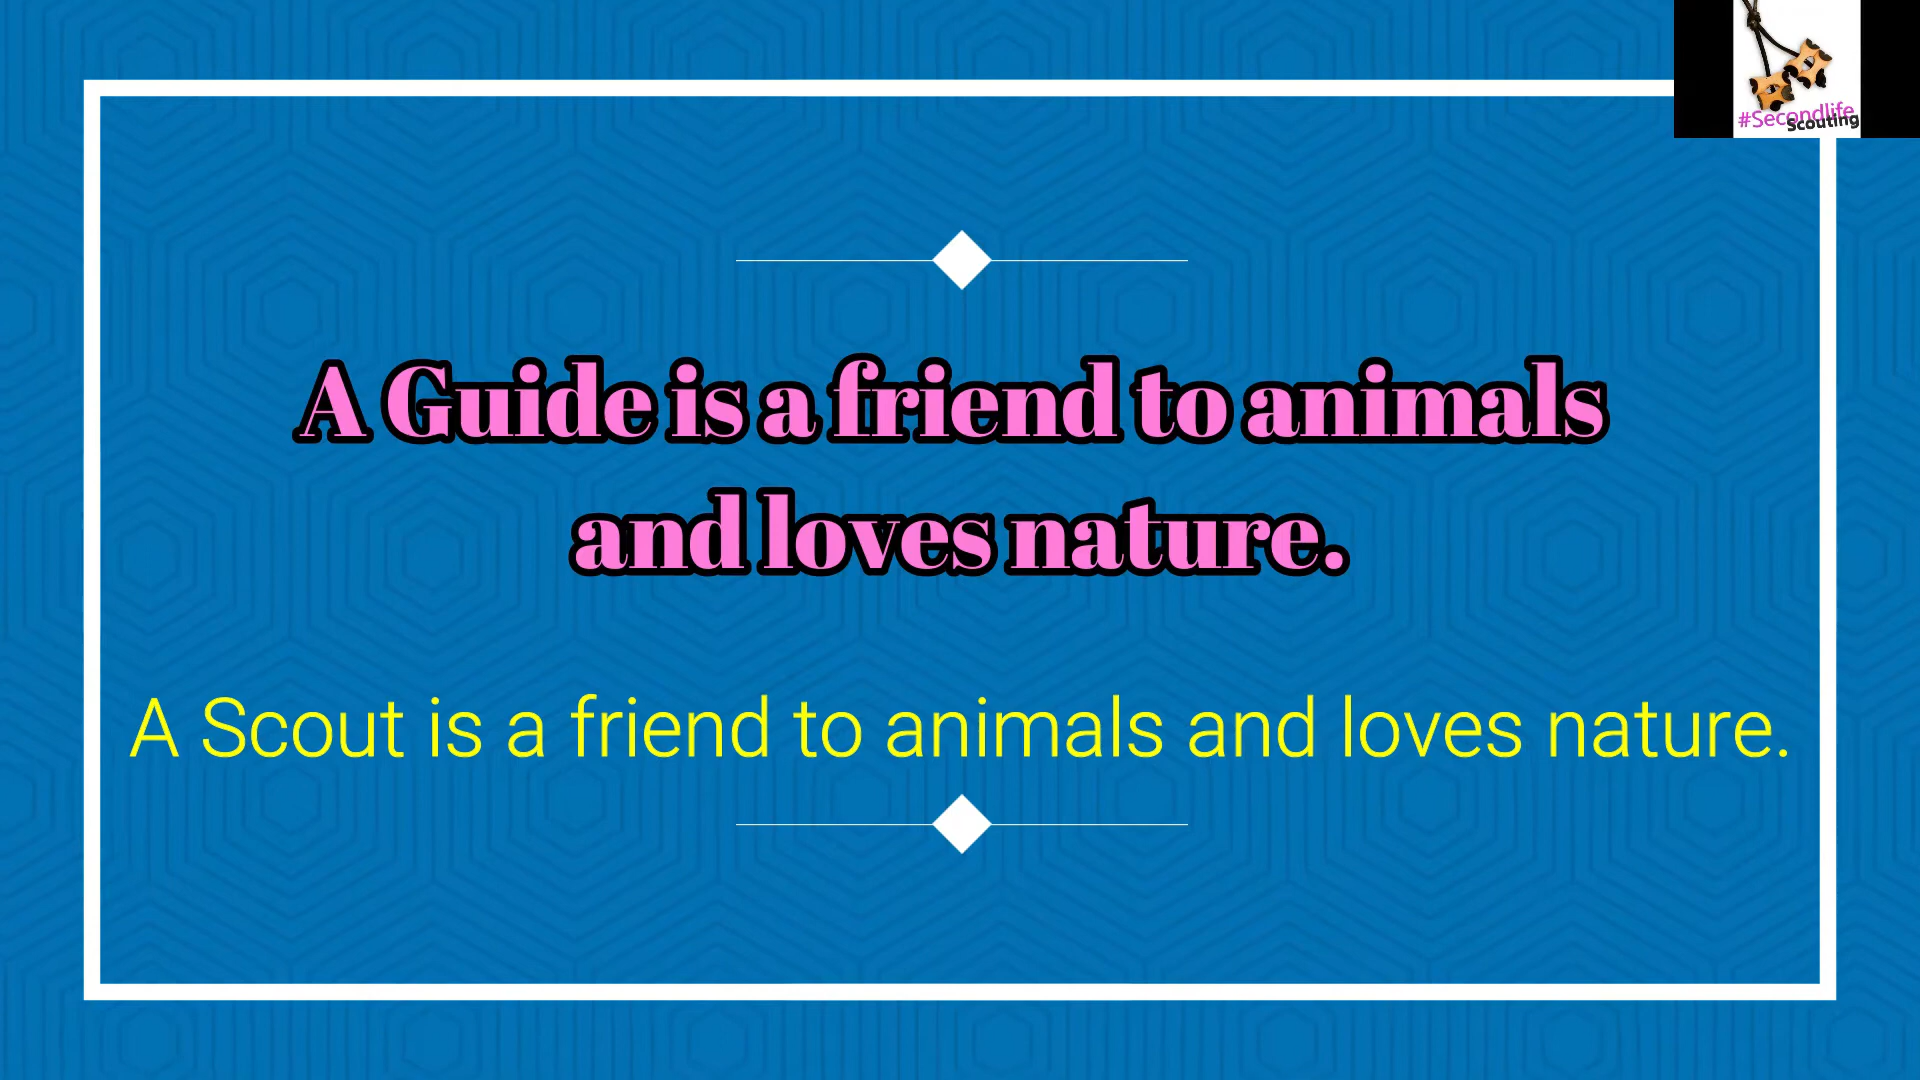 #Secondlife
Scouting
A Guide is a friend to animals
and loves nature.
A Scout is a friend to animals and loves nature.